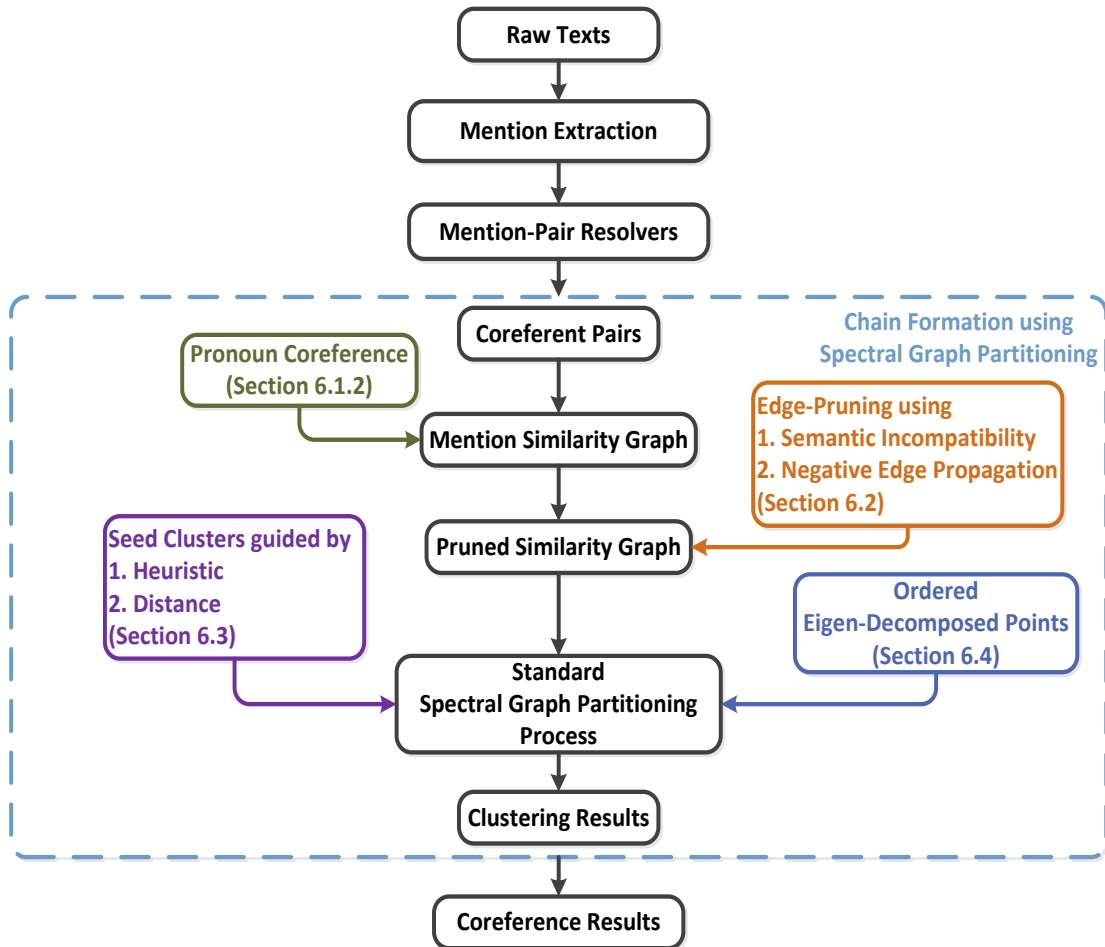 Raw Texts
Mention Extraction
Mention-Pair Resolvers
Chain Formation using
Spectral Graph Partitioning
Coreferent Pairs
Pronoun Coreference
(Section 6.1.2)
Mention Similarity Graph
Edge-Pruning using
1. Semantic Incompatibility
2. Negative Edge Propagation
(Section 6.2)
Pruned Similarity Graph
Seed Clusters guided by
1. Heuristic
2. Distance
(Section 6.3)
Ordered
Eigen-Decomposed Points
(Section 6.4)
Standard
Spectral Graph Partitioning
Process
Clustering Results
Coreference Results